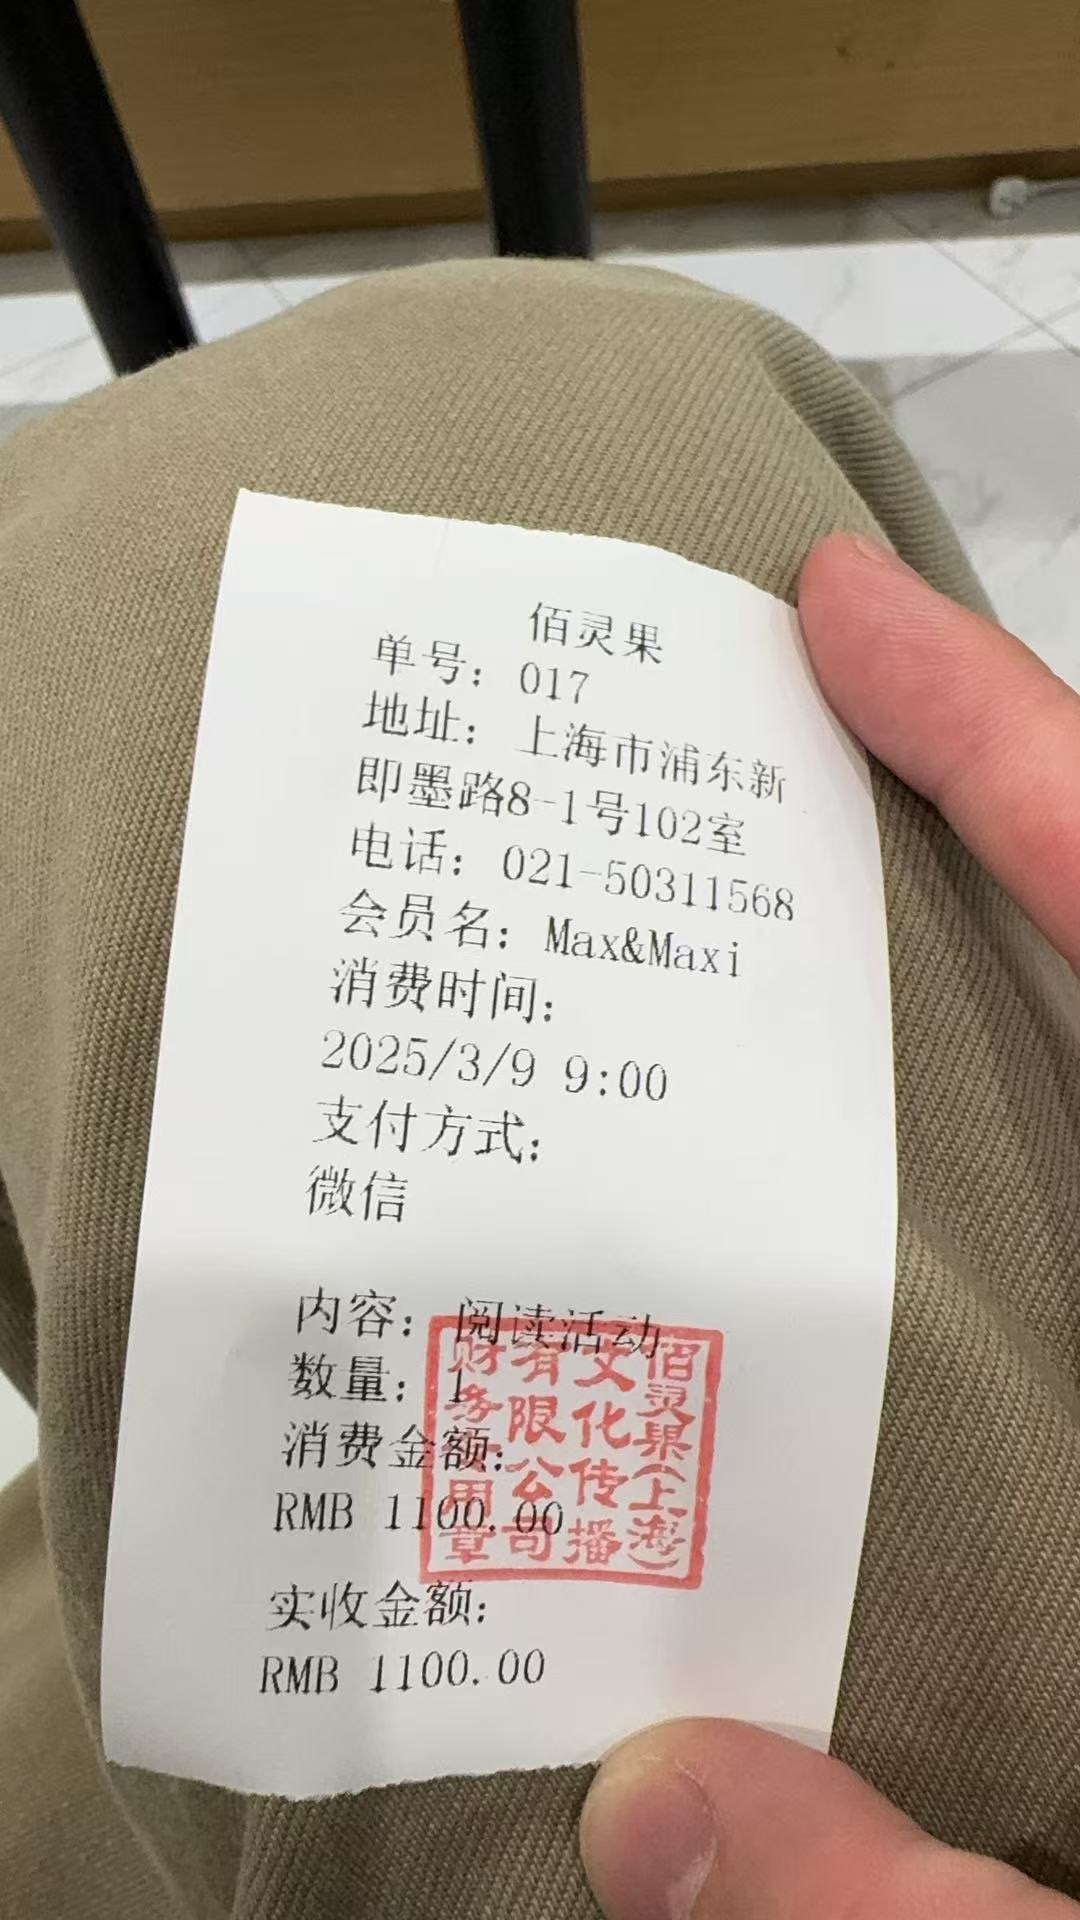 佰灵果
单号：017
地址：上海市浦东新
即墨路8-1号102室
电话：021-50311568
会员名：Max&Maxi
消费时间：
2025/3/9 9:00
支付方式：
微信
内容：阅读活动
数量：1
消费金额：
RMB 1100.00
实收金额：
RMB 1100.00
佰灵果(上海)
文化传播
有限公司
财务专用章